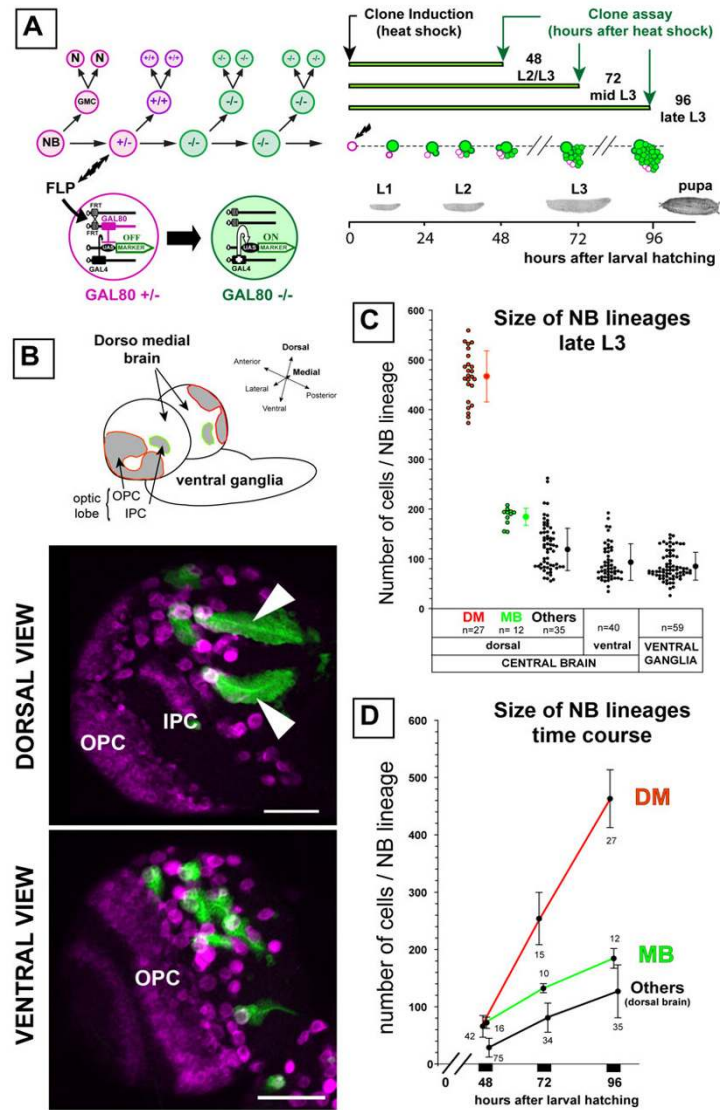 A
N N
+/+ +/+
-/- -/-
-/- -/-
GMC
+/+
-/-
-/-
NB
+/-
-/-
-/-
FLP
FRT
GAL80
FRT
OFF
UAS MARKER
GAL4
ON
UAS MARKER
GAL4
GAL80 +/-
GAL80 -/-
Clone Induction
(heat shock)
Clone assay
(hours after heat shock)
48
L2/L3
72
mid L3
96
late L3
L1 L2 L3 pupa
0 24 48 72 96
hours after larval hatching
B
Dorso medial
brain
Dorsal
Anterior
Medial
Lateral
Posterior
Ventral
ventral ganglia
optic
lobe
OPC
IPC
DORSAL VIEW
IPC
OPC
VENTRAL VIEW
OPC
C
Size of NB lineages
late L3
Number of cells / NB lineage
600
500
400
300
200
100
0
DM MB Others
n=27 n= 12 n=35 n=40 n=59
dorsal ventral
CENTRAL BRAIN
VENTRAL
GANGLIA
D
Size of NB lineages
time course
number of cells / NB lineage
600
500
400
300
200
100
0
DM
27
15
MB
12
10
Others
(dorsal brain)
42 16
75
34
35
0 48 72 96
hours after larval hatching